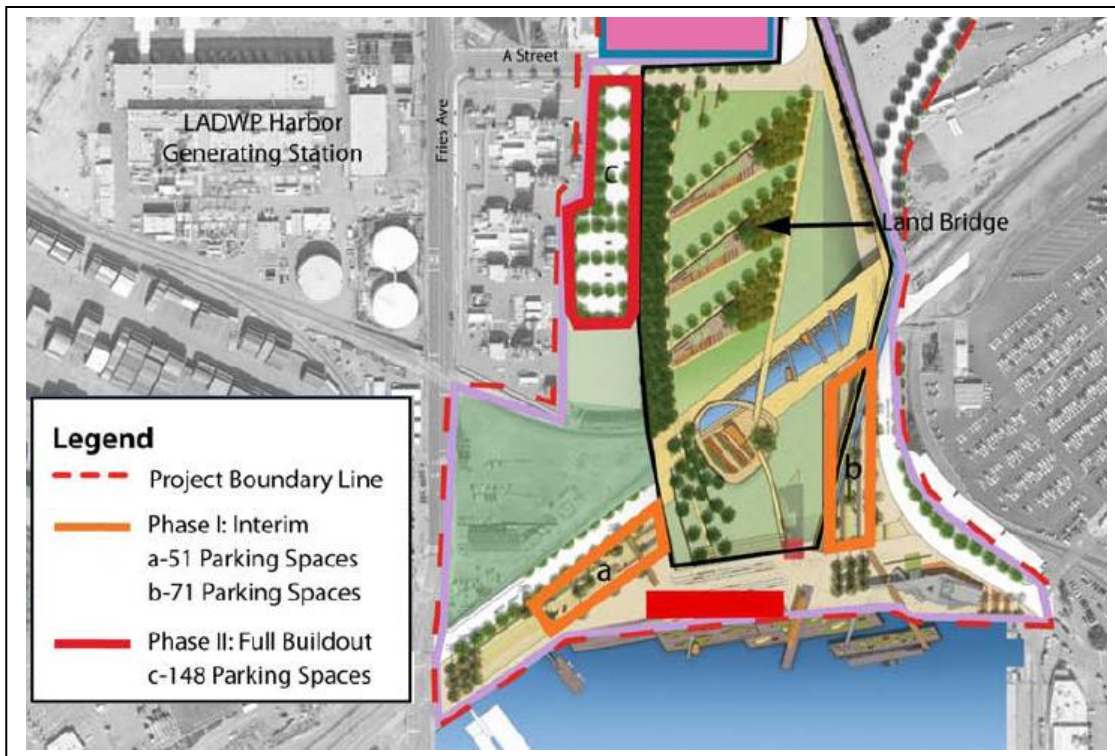 A Street
LADWP Harbor
Generating Station
Fries Ave
c
Land Bridge
b
a
Legend
Project Boundary Line
Phase I: Interim
a-51 Parking Spaces
b-71 Parking Spaces
Phase II: Full Buildout
c-148 Parking Spaces